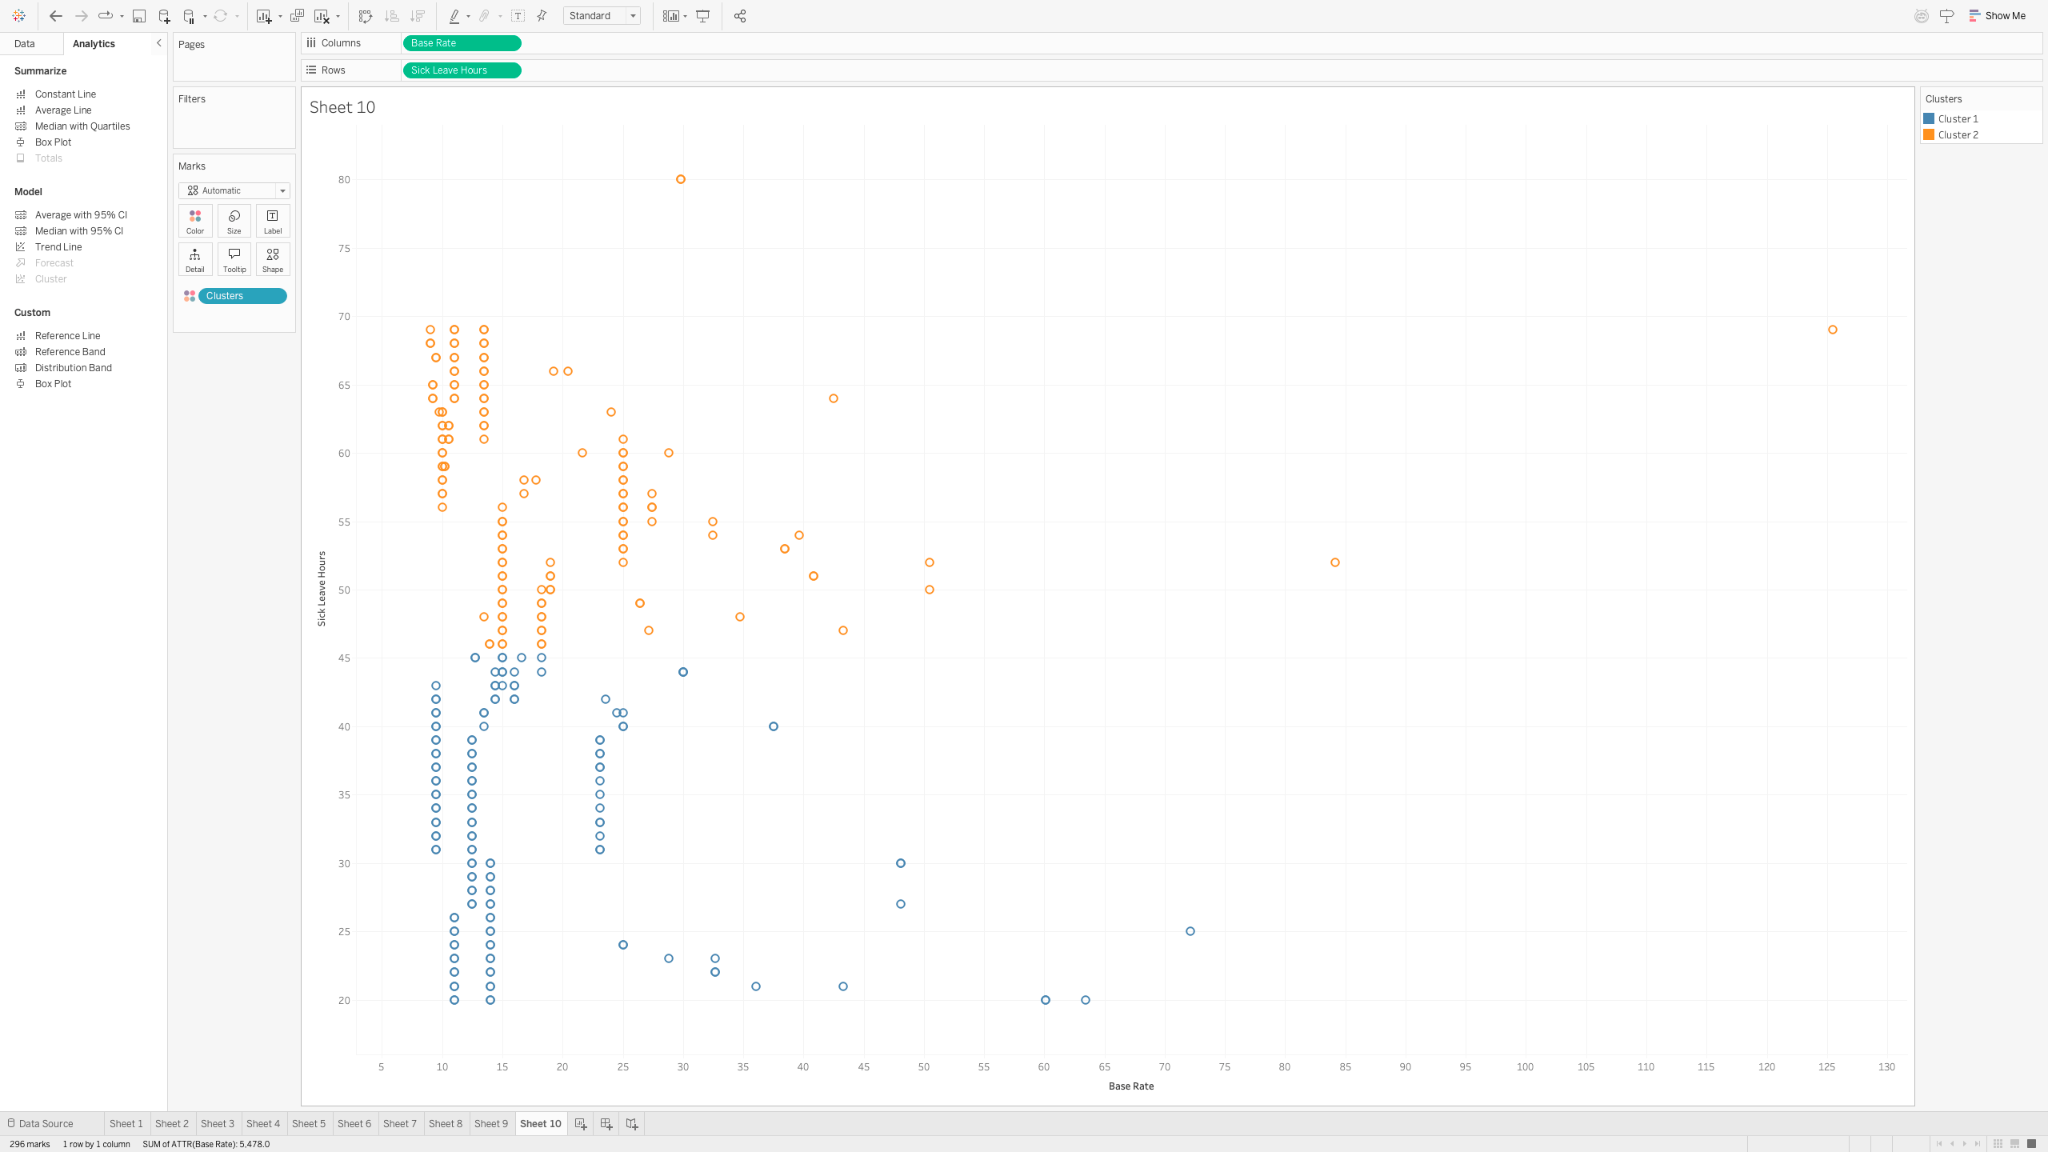 Standard
Show Me
Data
Analytics
Pages
Columns
Base Rate
Rows
Sick Leave Hours
Summarize
Constant Line
Average Line
Median with Quartiles
Box Plot
Totals
Model
Average with 95% CI
Median with 95% CI
Trend Line
Forecast
Cluster
Custom
Reference Line
Reference Band
Distribution Band
Box Plot
Filters
Marks
Automatic
Color
Size
Label
Detail
Tooltip
Shape
Clusters
Sheet 10
80
75
70
65
60
55
50
45
40
35
30
25
20
Sick Leave Hours
5 10 15 20 25 30 35 40 45 50 55 60 65 70 75 80 85 90 95 100 105 110 115 120 125 130
Base Rate
Clusters
Cluster 1
Cluster 2
Data Source
Sheet 1
Sheet 2
Sheet 3
Sheet 4
Sheet 5
Sheet 6
Sheet 7
Sheet 8
Sheet 9
Sheet 10
296 marks
1 row by 1 column
SUM of ATTR(Base Rate): 5,478.0